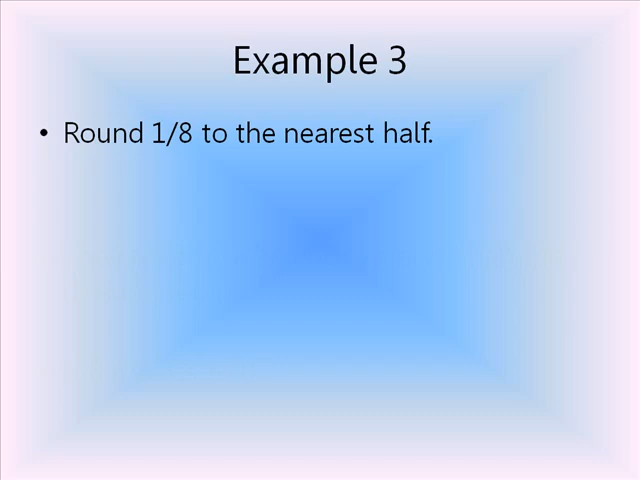 Example 3
• Round 1/8 to the nearest half.